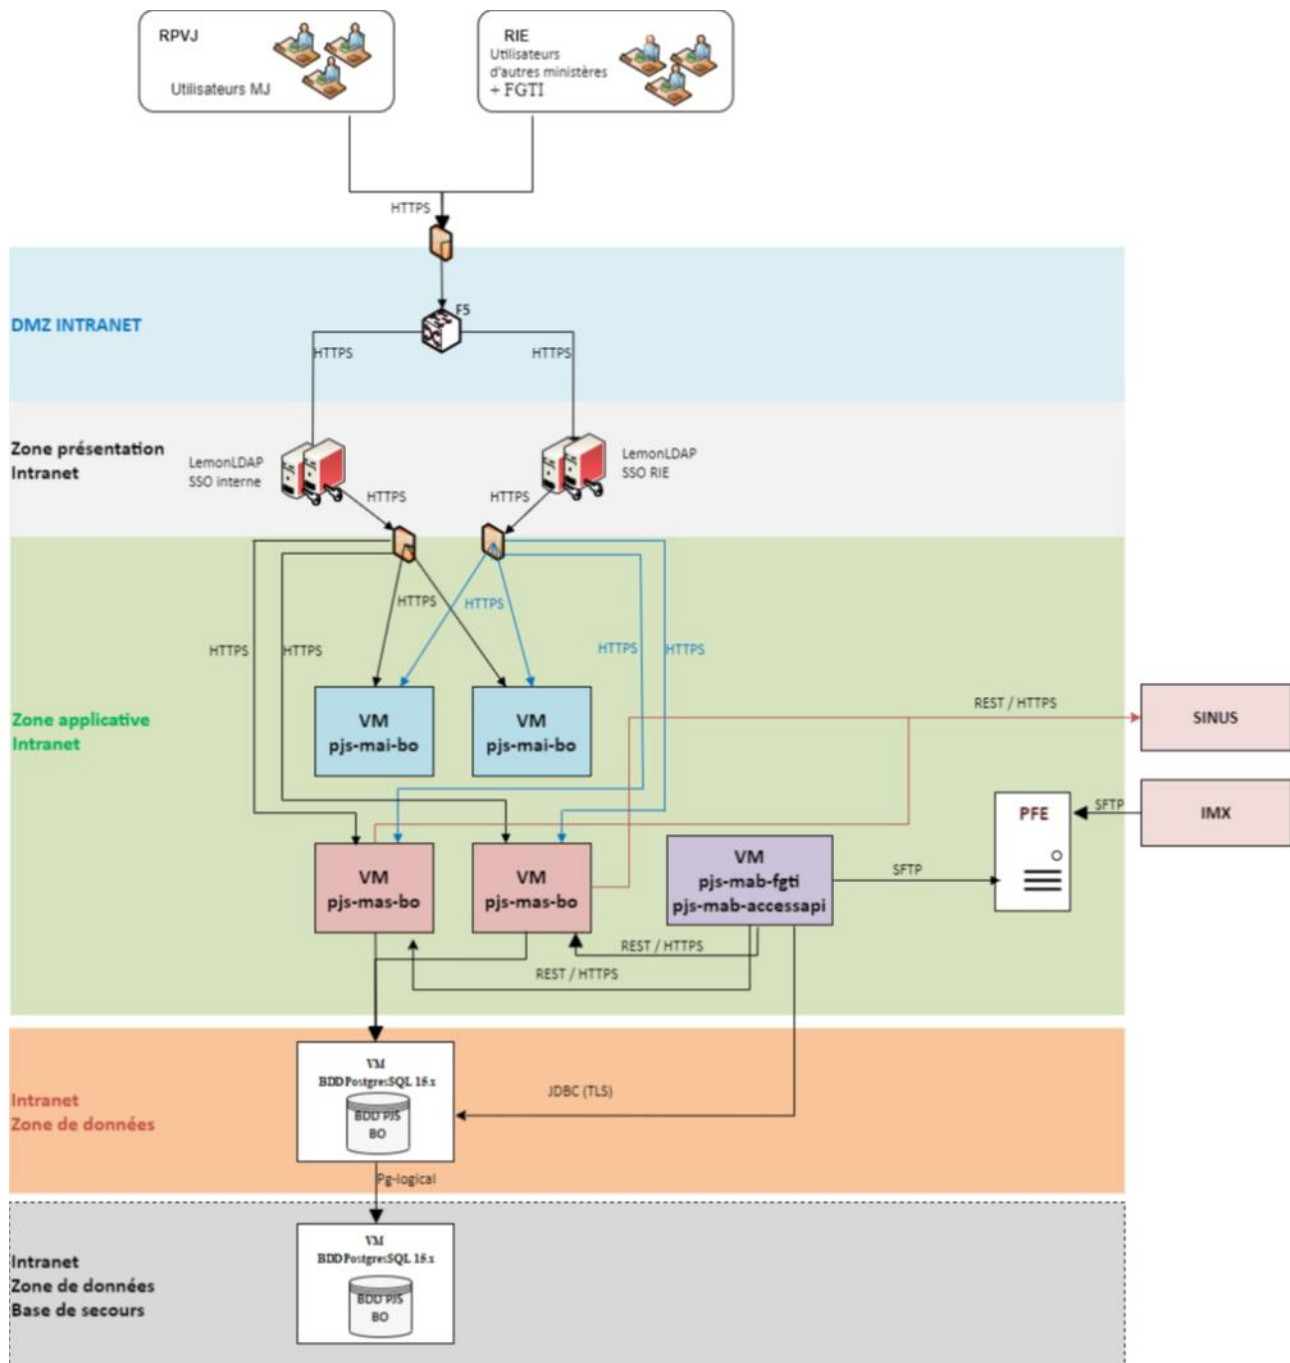 RPVJ
Utilisateurs MJ
RIE
Utilisateurs
d'autres ministères
+ FGTI
HTTPS
DMZ INTRANET
F5
HTTPS
HTTPS
Zone présentation
Intranet
LemonLDAP
SSO interne
LemonLDAP
SSO RIE
HTTPS
HTTPS
HTTPS
HTTPS
HTTPS
HTTPS
HTTPS
HTTPS
Zone applicative
Intranet
VM
pjs-mai-bo
VM
pjs-mai-bo
REST / HTTPS
SINUS
PFE
SFTP
IMX
VM
pjs-mas-bo
VM
pjs-mas-bo
VM
pjs-mab-fgti
pjs-mab-accessapi
SFTP
REST / HTTPS
REST / HTTPS
Intranet
Zone de données
VM
BDD PostgresSQL 15.x
BDD PJS
BO
JDBC (TLS)
Pg-logical
Intranet
Zone de données
Base de secours
VM
BDD PostgresSQL 15.x
BDD PJS
BO